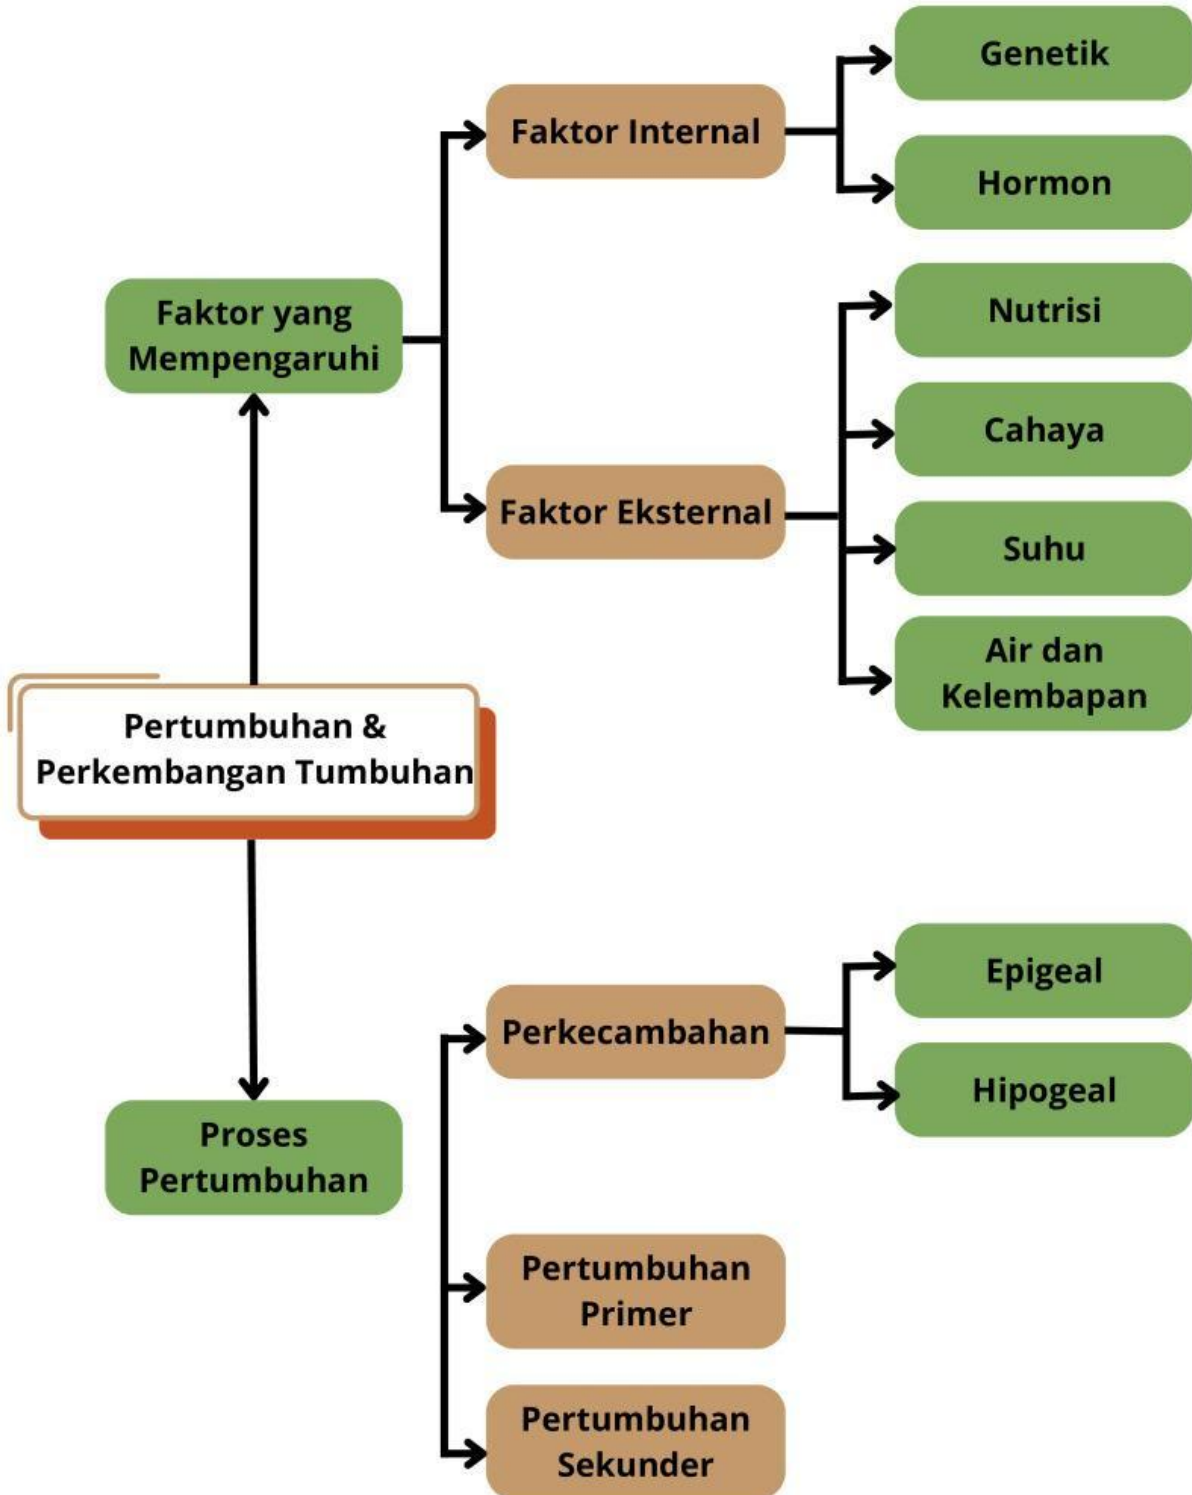 Genetik
Faktor Internal
Hormon
Faktor yang
Mempengaruhi
Nutrisi
Cahaya
Faktor Eksternal
Suhu
Air dan
Kelembapan
Pertumbuhan &
Perkembangan Tumbuhan
Epigeal
Perkecambahan
Hipogeal
Proses
Pertumbuhan
Pertumbuhan
Primer
Pertumbuhan
Sekunder